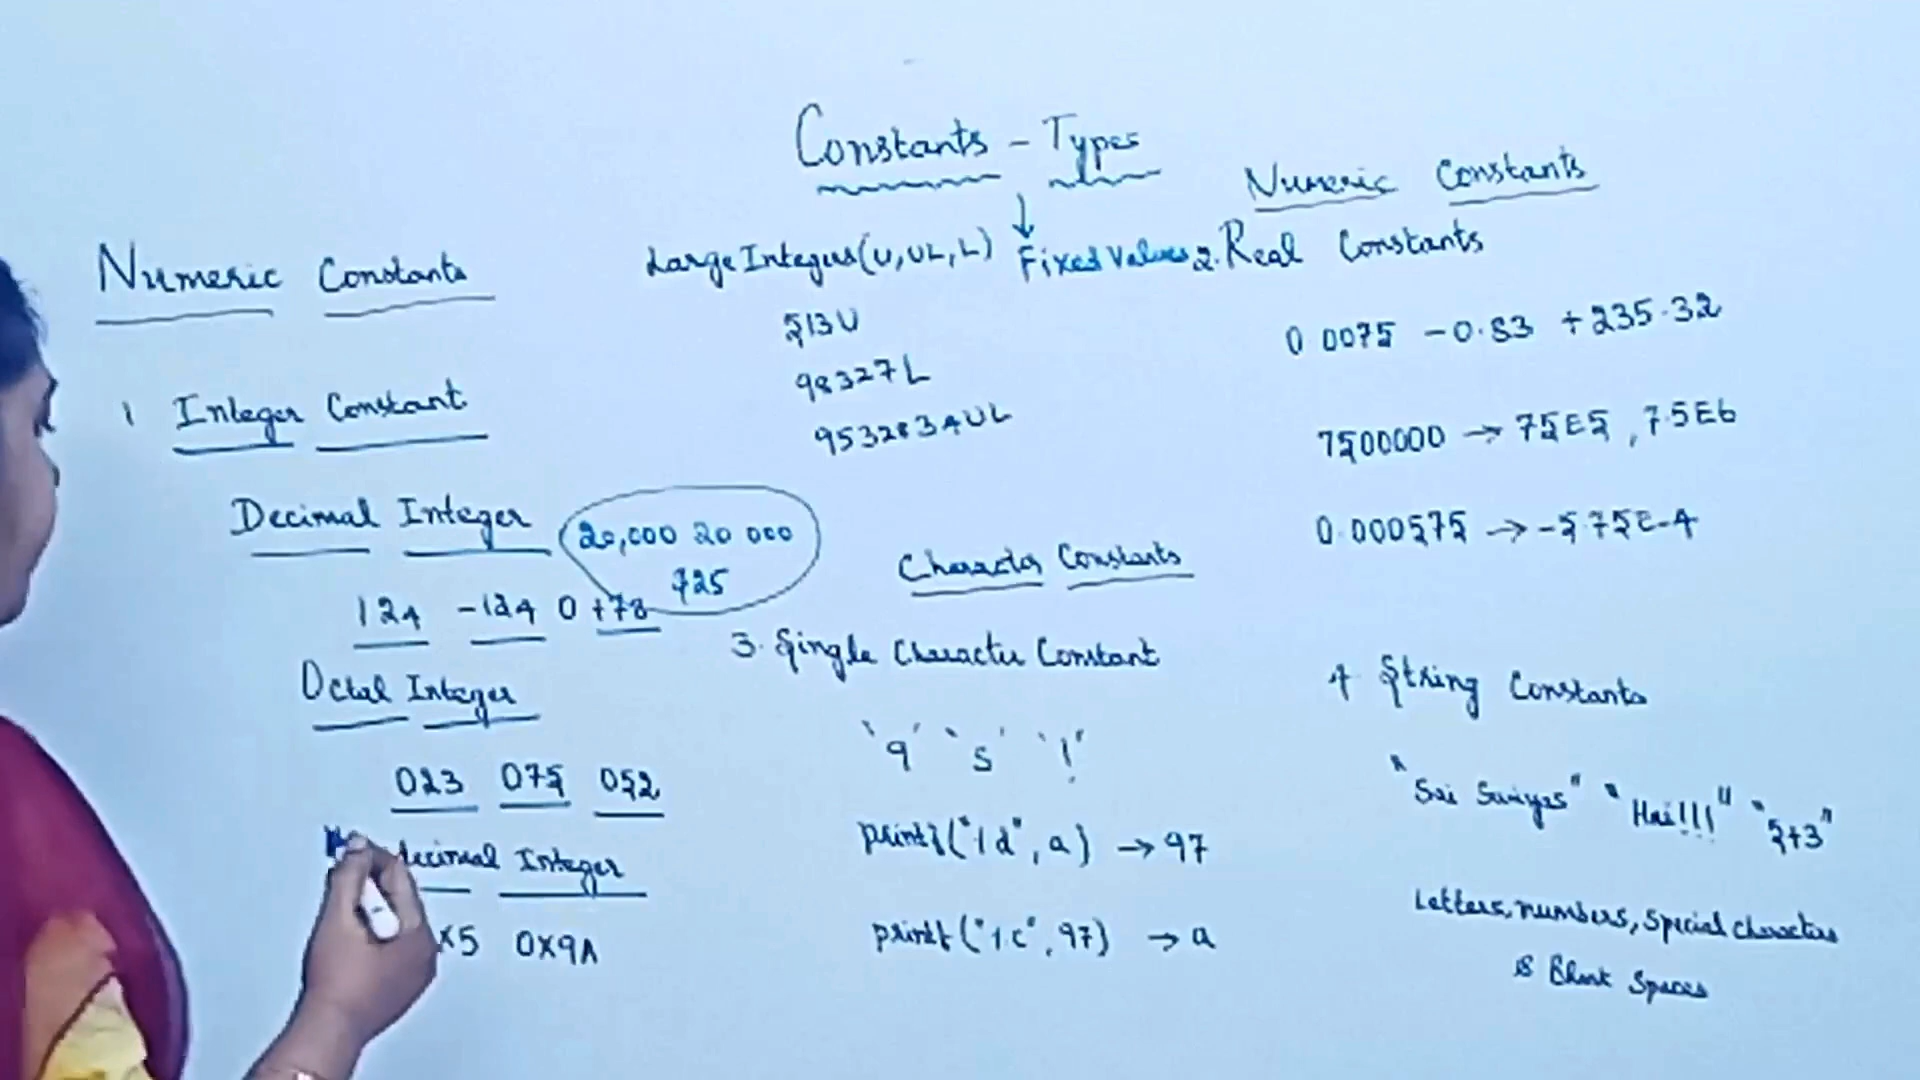 Constants - Types
Numeric Constants
1 Integer Constant
Decimal Integer
20,000 20 000
725
124 -124 0 +78
Octal Integer
023 075 052
decimal Integer
X5 0X9A
Large Integers(U,UL,L)
513U
98327L
9532834UL
Fixed Values
Numeric Constants
2. Real Constants
0.0075 -0.83 +235.32
7500000 → 75E5, 7.5E6
0.000575 → -575E-4
Character Constants
3. Single Character Constant
'9' 's' '!'
printf("/d", a) → 97
printf("/.c", 97) → a
4 String Constants
"Sai" "Hai!!!" "5+3"
Letters, numbers, special characters
& Blank Spaces